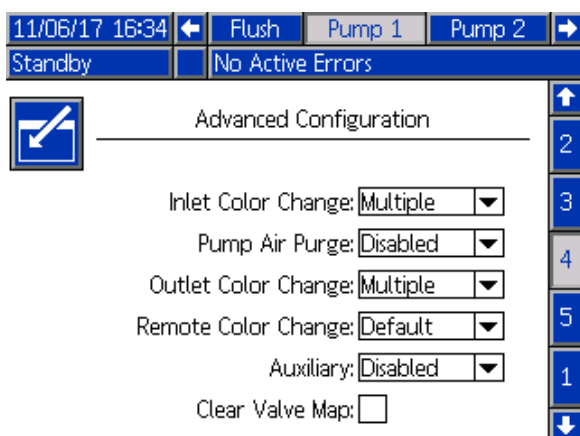 11/06/17 16:34 Flush Pump 1 Pump 2
Standby No Active Errors
Advanced Configuration
2
3
4
5
1
Inlet Color Change: Multiple
Pump Air Purge: Disabled
Outlet Color Change: Multiple
Remote Color Change: Default
Auxiliary: Disabled
Clear Valve Map: